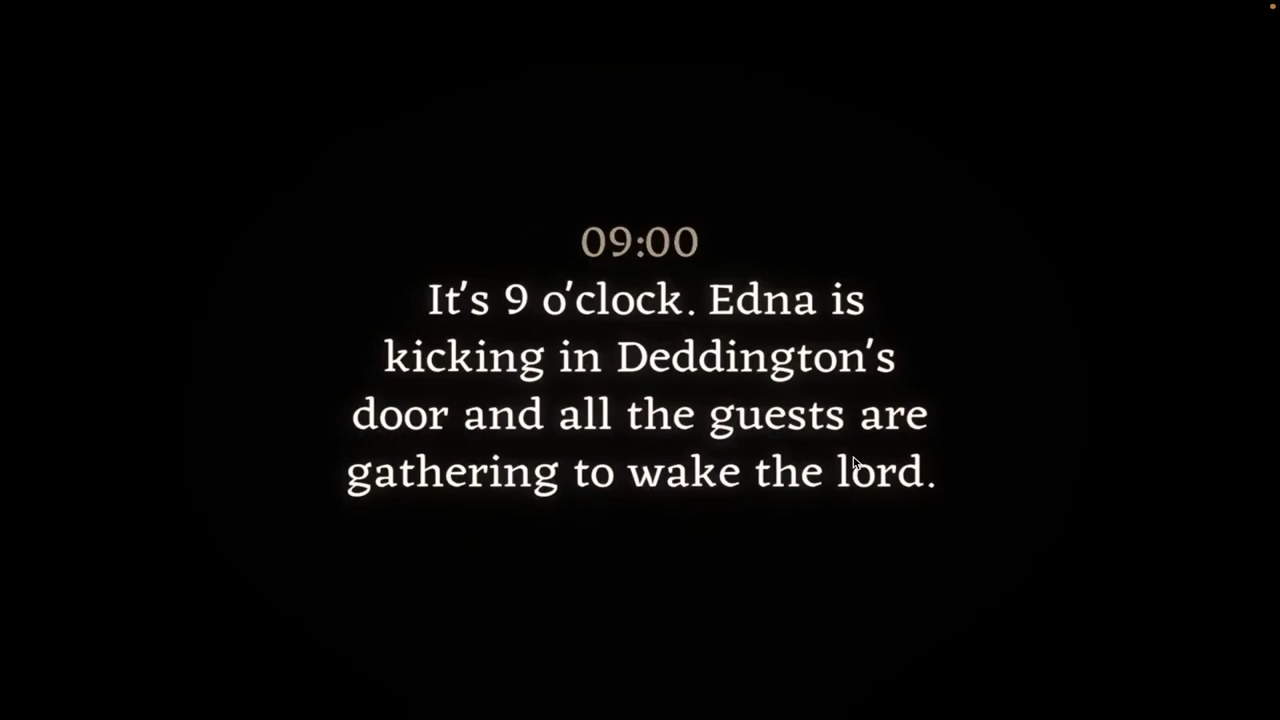 09:00
It's 9 o'clock. Edna is
kicking in Deddington's
door and all the guests are
gathering to wake the lord.